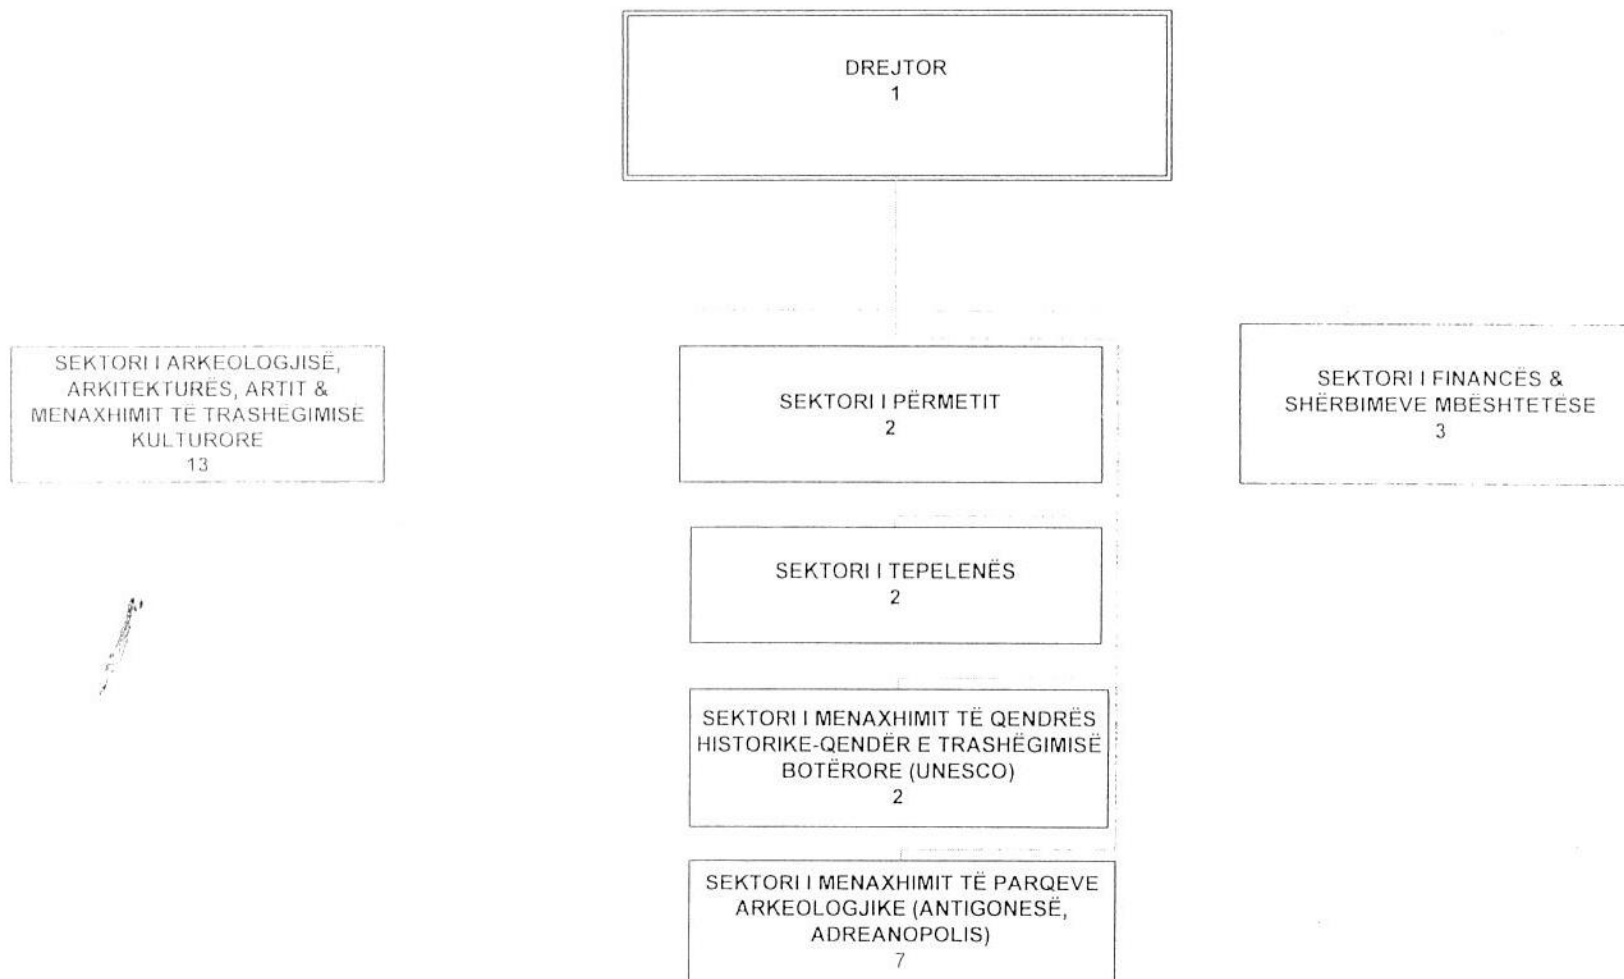 DREJTOR
1
SEKTORI I ARKEOLOGJISË,
ARKITEKTURËS, ARTIT &
MENAXHIMIT TË TRASHËGIMISË
KULTURORE
13
SEKTORI I PËRMETIT
2
SEKTORI I FINANCËS &
SHËRBIMEVE MBËSHTETËSE
3
SEKTORI I TEPELENËS
2
SEKTORI I MENAXHIMIT TË QENDRËS
HISTORIKE-QENDËR E TRASHËGIMISË
BOTËRORE (UNESCO)
2
SEKTORI I MENAXHIMIT TË PARQEVE
ARKEOLOGJIKE (ANTIGONESË,
ADREANOPOLIS)
7